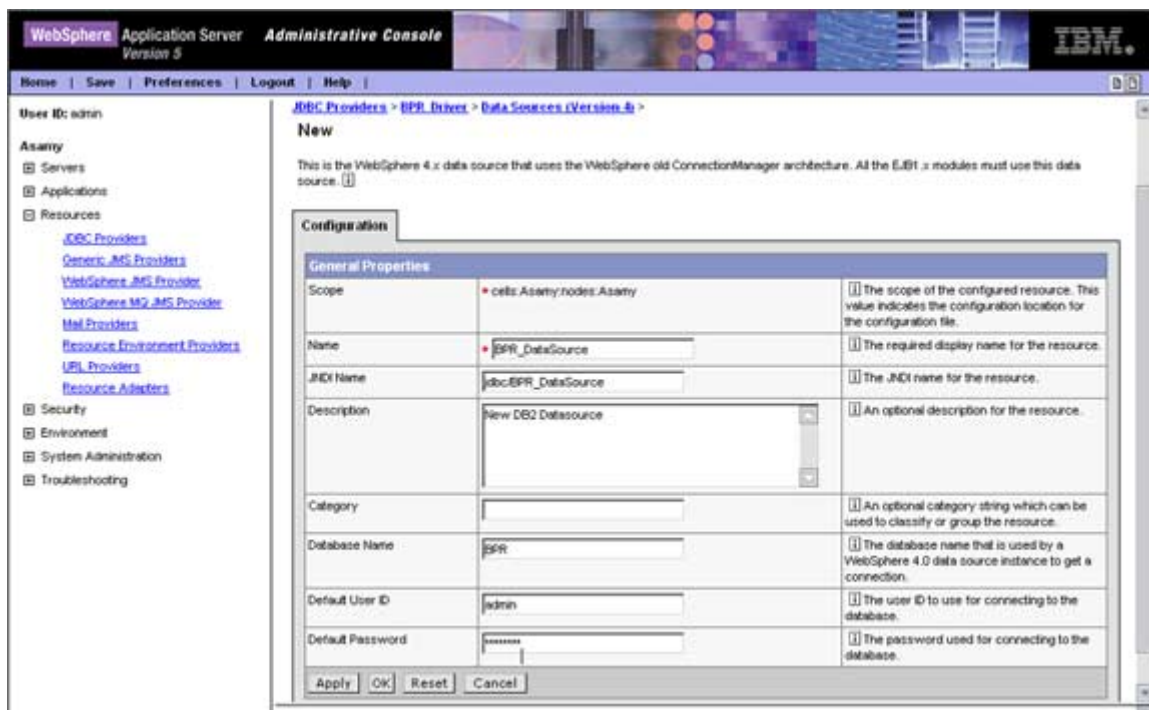 WebSphere Application Server Administrative Console
Version 5
IBM.
Home | Save | Preferences | Logout | Help |
User ID: admin
Asamy
Servers
Applications
Resources
JDBC Providers
Generic JMS Providers
WebSphere JMS Provider
WebSphere MQ JMS Provider
Mail Providers
Resource Environment Providers
URL Providers
Resource Adapters
Security
Environment
System Administration
Troubleshooting
JDBC Providers > BPR_Driver > Data Sources (Version 4) >
New
This is the WebSphere 4.x data source that uses the WebSphere old ConnectionManager architecture. All the EJB1.x modules must use this data
source. [i]
Configuration
General Properties
Scope
* cells:Asamy:nodes:Asamy
[i] The scope of the configured resource. This
value indicates the configuration location for
the configuration file.
Name
* BPR_DataSource
[i] The required display name for the resource.
JNDI Name
jdbc/BPR_DataSource
[i] The JNDI name for the resource.
Description
New DB2 Datasource
[i] An optional description for the resource.
Category
[i] An optional category string which can be
used to classify or group the resource.
Database Name
BPR
[i] The database name that is used by a
WebSphere 4.0 data source instance to get a
connection.
Default User ID
admin
[i] The user ID to use for connecting to the
database.
Default Password
********
[i] The password used for connecting to the
database.
Apply OK Reset Cancel